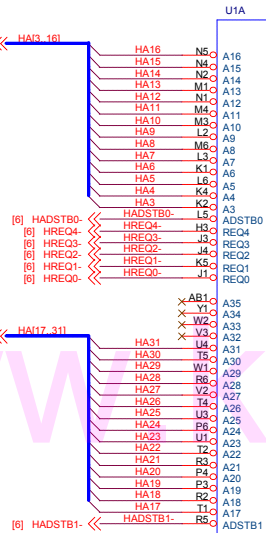 U1A
HA[3..16]
HA16 N5 A16
HA15 N4 A15
HA14 N2 A14
HA13 M1 A13
HA12 N1 A12
HA11 M4 A11
HA10 M3 A10
HA9 L2 A9
HA8 M6 A8
HA7 L3 A7
HA6 K1 A6
HA5 L6 A5
HA4 K4 A4
HA3 K2 A3
[6] HADSTB0- HADSTB0- L5 ADSTB0
[6] HREQ4- HREQ4- H3 REQ4
[6] HREQ3- HREQ3- J3 REQ3
[6] HREQ2- HREQ2- J4 REQ2
[6] HREQ1- HREQ1- K5 REQ1
[6] HREQ0- HREQ0- J1 REQ0
AB1 A35
Y1 A34
W2 A33
V3 A32
HA[17..31]
HA31 U4 A31
HA30 T5 A30
HA29 W1 A29
HA28 R6 A28
HA27 V2 A27
HA26 T4 A26
HA25 U3 A25
HA24 P6 A24
HA23 U1 A23
HA22 T2 A22
HA21 R3 A21
HA20 P4 A20
HA19 P3 A19
HA18 R2 A18
HA17 T1 A17
[6] HADSTB1- HADSTB1- R5 ADSTB1